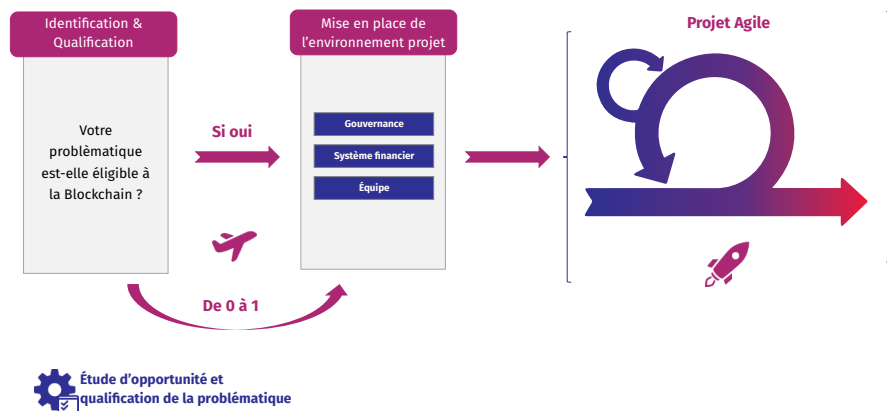 Identification &
Qualification
Votre
problèmatique
est-elle éligible à
la Blockchain ?
Si oui
De 0 à 1
Mise en place de
l'environnement projet
Gouvernance
Système financier
Équipe
Projet Agile
Étude d'opportunité et
qualification de la problématique